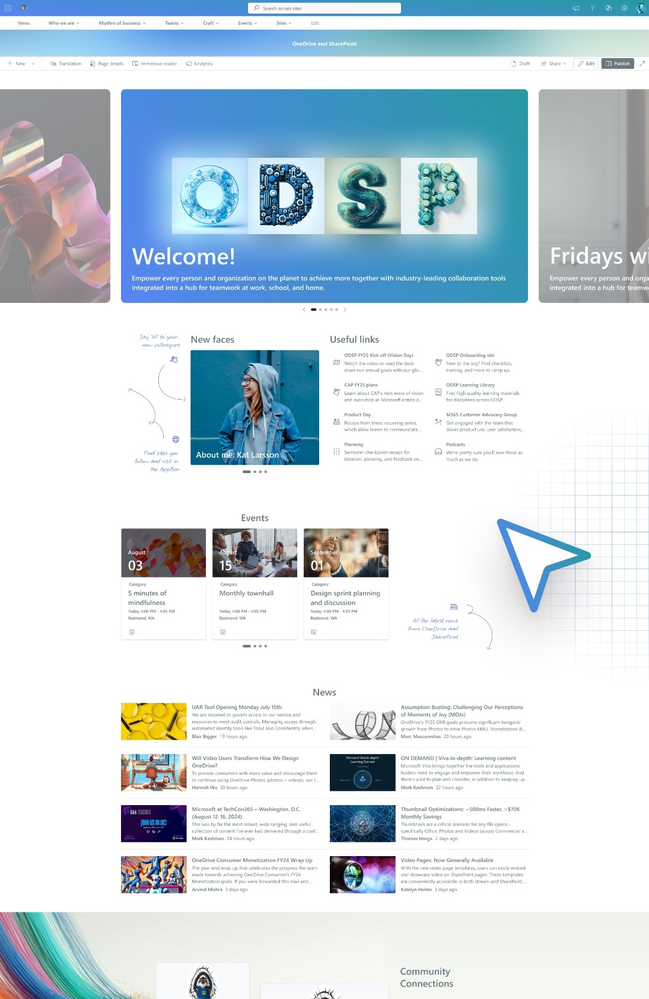 Search across sites
News
Who we are
Rhythm of business
Teams
Craft
Events
Sites
Edit
OneDrive and SharePoint
New
Translation
Page details
Immersive reader
Analytics
Draft
Share
Edit
Publish
ODSP
Welcome!
Empower every person and organization on the planet to achieve more together with industry-leading collaboration tools
integrated into a hub for teamwork at work, school, and home.
Fridays wi
Empower every person and orga
integrated into a hub for teamw
Say "Hi" to your
new colleagues
Find sites you
follow and visit in
the AppBar
New faces
About me: Kat Larsson
Useful links
ODSP FY25 Kick-off (Vision Day)
Watch the video or read the deck
share our annual goals with our glo...
ODSP Onboarding site
New to the org? Find checklists,
training, and more to ramp up.
CAP FY25 plans
Learn about CAP's next wave of vision
and execution as Microsoft enters o...
ODSP Learning Library
Find high quality learning materials
for disciplines across ODSP.
Product Day
Recaps from these recurring series,
which allow teams to communicate...
M365 Customer Advocacy Group
Get engaged with the team that
drives product use, user satisfaction,...
Planning
Semester checkpoint recaps for
ideation, planning, and feedback on...
Podcasts
We're pretty sure you'll love these as
much as we do.
Events
August
03
Category
5 minutes of
mindfulness
Today, 4:00 PM - 4:05 PM
Redmond, WA
August
15
Category
Monthly townhall
Today, 4:00 PM - 4:05 PM
Redmond, WA
September
01
Category
Design sprint planning
and discussion
Today, 4:00 PM - 4:05 PM
Redmond, WA
All the latest news
from OneDrive and
SharePoint
News
UAR Tool Opening Monday July 15th
We are required to govern access to our service and
resources to meet audit controls. Managing access through
automated identity tools like Torus and CoreIdentity when...
Blair Bigger 19 hours ago
Assumption Busting: Challenging Our Perceptions
of Moments of Joy (MOJs)
OneDrive's FY25 OKR goals presume significant inorganic
growth from Photos to drive Photos MAU, Monetization &...
Marc Mascarenhas 20 hours ago
Will Video Users Transform How We Design
OneDrive?
To provide consumers with more value and encourage them
to continue using OneDrive Photos (photos + videos), our t...
Hannah Wu 20 hours ago
Microsoft Viva in-depth:
Learning Content
ON DEMAND | Viva in-depth: Learning content
Microsoft Viva brings together the tools and applications
leaders need to engage and empower their workforce. And
there's a lot to plan and consider, in addition to keeping up...
Mark Kashman 22 hours ago
365
JOIN US IN DC!
Microsoft at TechCon365 – Washington, D.C.
(August 12-16, 2024)
This was by far the most robust, wide ranging, and useful
collection of content I've ever had delivered through a conf...
Mark Kashman 24 hours ago
Thumbnail Optimizations: ~500ms Faster, >$70K
Monthly Savings
Thumbnails are a critical scenario for any file opens -
specifically Office. Photos and Videos (across Commercial a...
Thomas Horga 2 days ago
OneDrive Consumer Monetization FY24 Wrap Up
The year-end wrap up that celebrates the progress the team
made towards achieving OneDrive Consumer's FY24
Monetization goals. If you were forwarded this mail and...
Arvind Mishra 3 days ago
Video Pages: Now Generally Available
With the new video page templates, users can easily embed
and showcase video on SharePoint pages. These templates
are conveniently accessible in both Stream and SharePoint,...
Katelyn Helms 3 days ago
Community
Connections